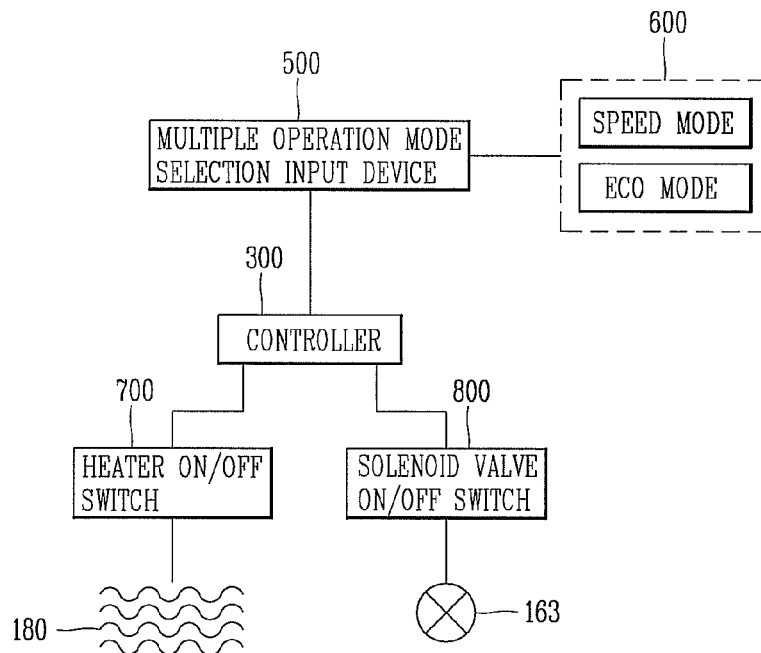 600
500
SPEED MODE
MULTIPLE OPERATION MODE
SELECTION INPUT DEVICE
ECO MODE
300
CONTROLLER
700
800
HEATER ON/OFF
SWITCH
SOLENOID VALVE
ON/OFF SWITCH
180
163